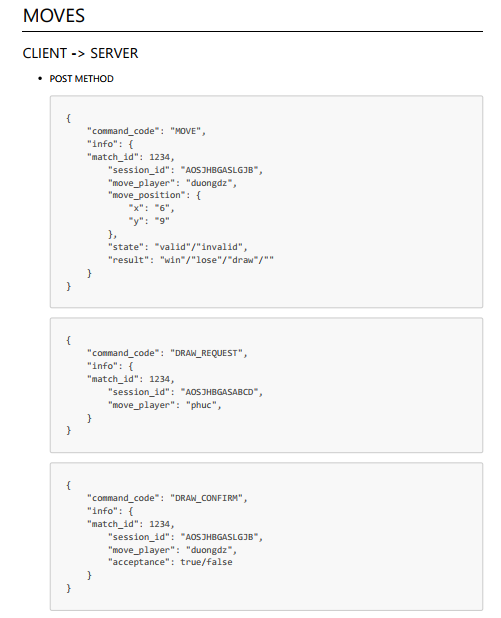 MOVES
CLIENT -> SERVER
• POST METHOD
{
    "command_code": "MOVE",
    "info": {
    "match_id": 1234,
        "session_id": "AOSJHBGASLGJB",
        "move_player": "duongdz",
        "move_position": {
            "x": "6",
            "y": "9"
        },
        "state": "valid"/"invalid",
        "result": "win"/"lose"/"draw"/""
    }
}
{
    "command_code": "DRAW_REQUEST",
    "info": {
    "match_id": 1234,
        "session_id": "AOSJHBGASABCD",
        "move_player": "phuc",
    }
}
{
    "command_code": "DRAW_CONFIRM",
    "info": {
    "match_id": 1234,
        "session_id": "AOSJHBGASLGJB",
        "move_player": "duongdz",
        "acceptance": true/false
    }
}